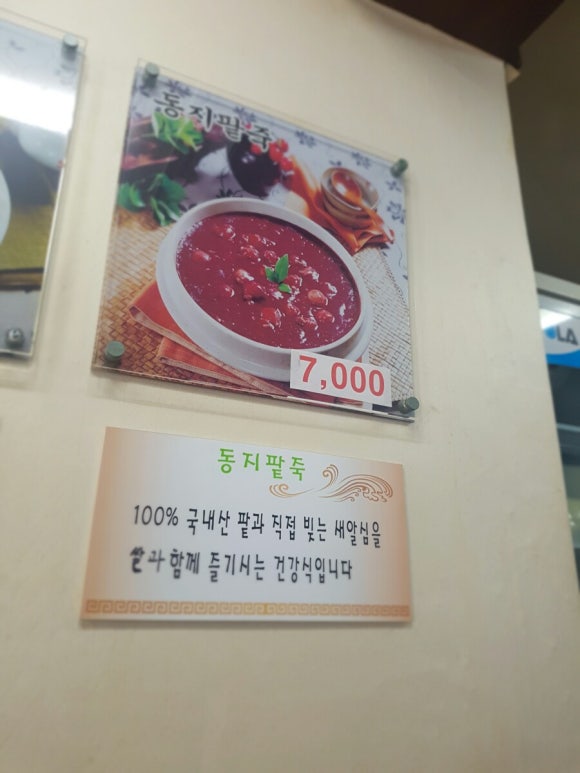 동지팥죽
7,000
동지팥죽
100% 국내산 팥과 직접 빚는 새알심을
쌀과 함께 즐기시는 건강식입니다
LA